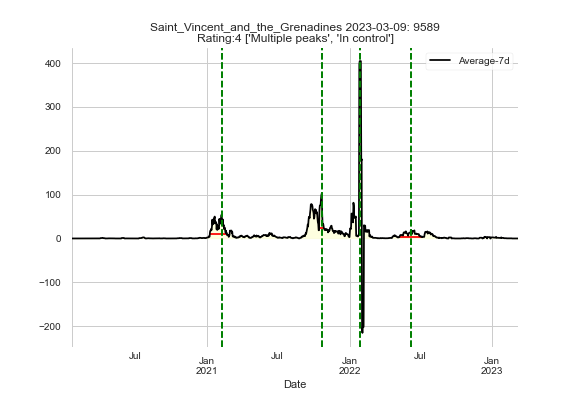 Saint_Vincent_and_the_Grenadines 2023-03-09: 9589
Rating:4 ['Multiple peaks', 'In control']
Average-7d
400
300
200
100
0
−100
−200
Jul
Jan
2021
Jul
Jan
2022
Jul
Jan
2023
Date